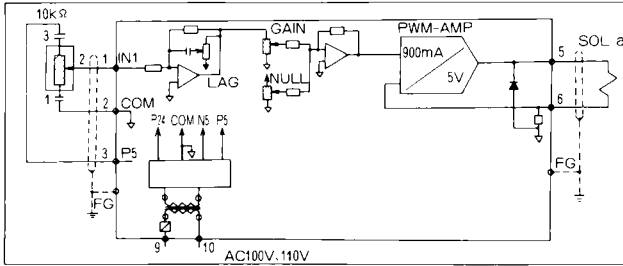 10kΩ
3
2
1
1
IN1
2
COM
3
P5
FG
LAG
GAIN
NULL
PWM-AMP
900mA
5V
5
SOL a
6
FG
P24
COM
N5
P5
9
10
AC100V, 110V